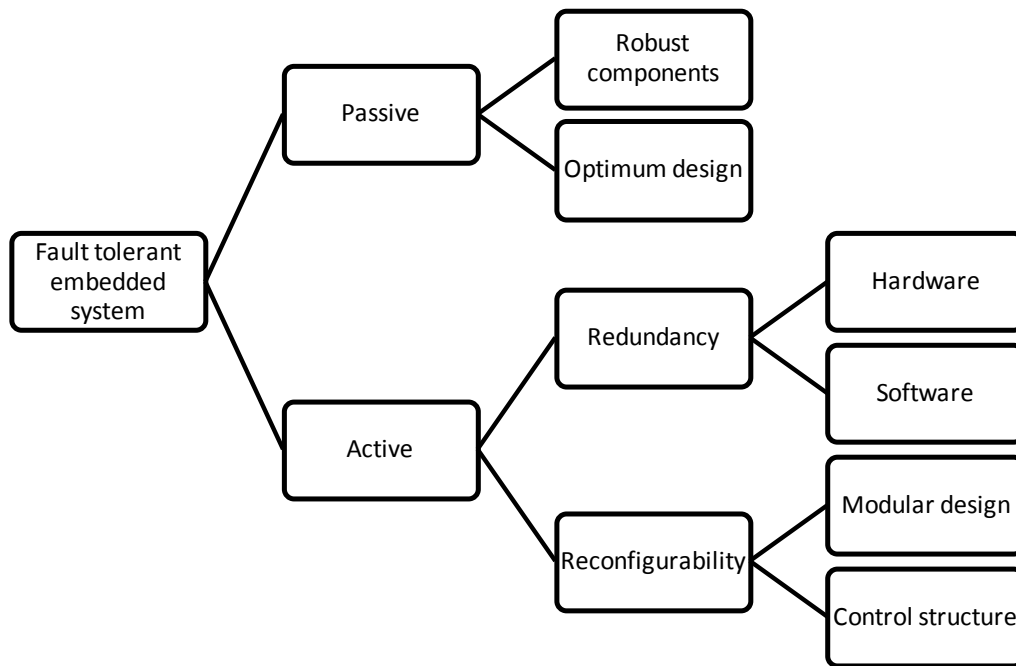 Robust
components
Passive
Optimum design
Fault tolerant
embedded
system
Hardware
Redundancy
Software
Active
Modular design
Reconfigurability
Control structure